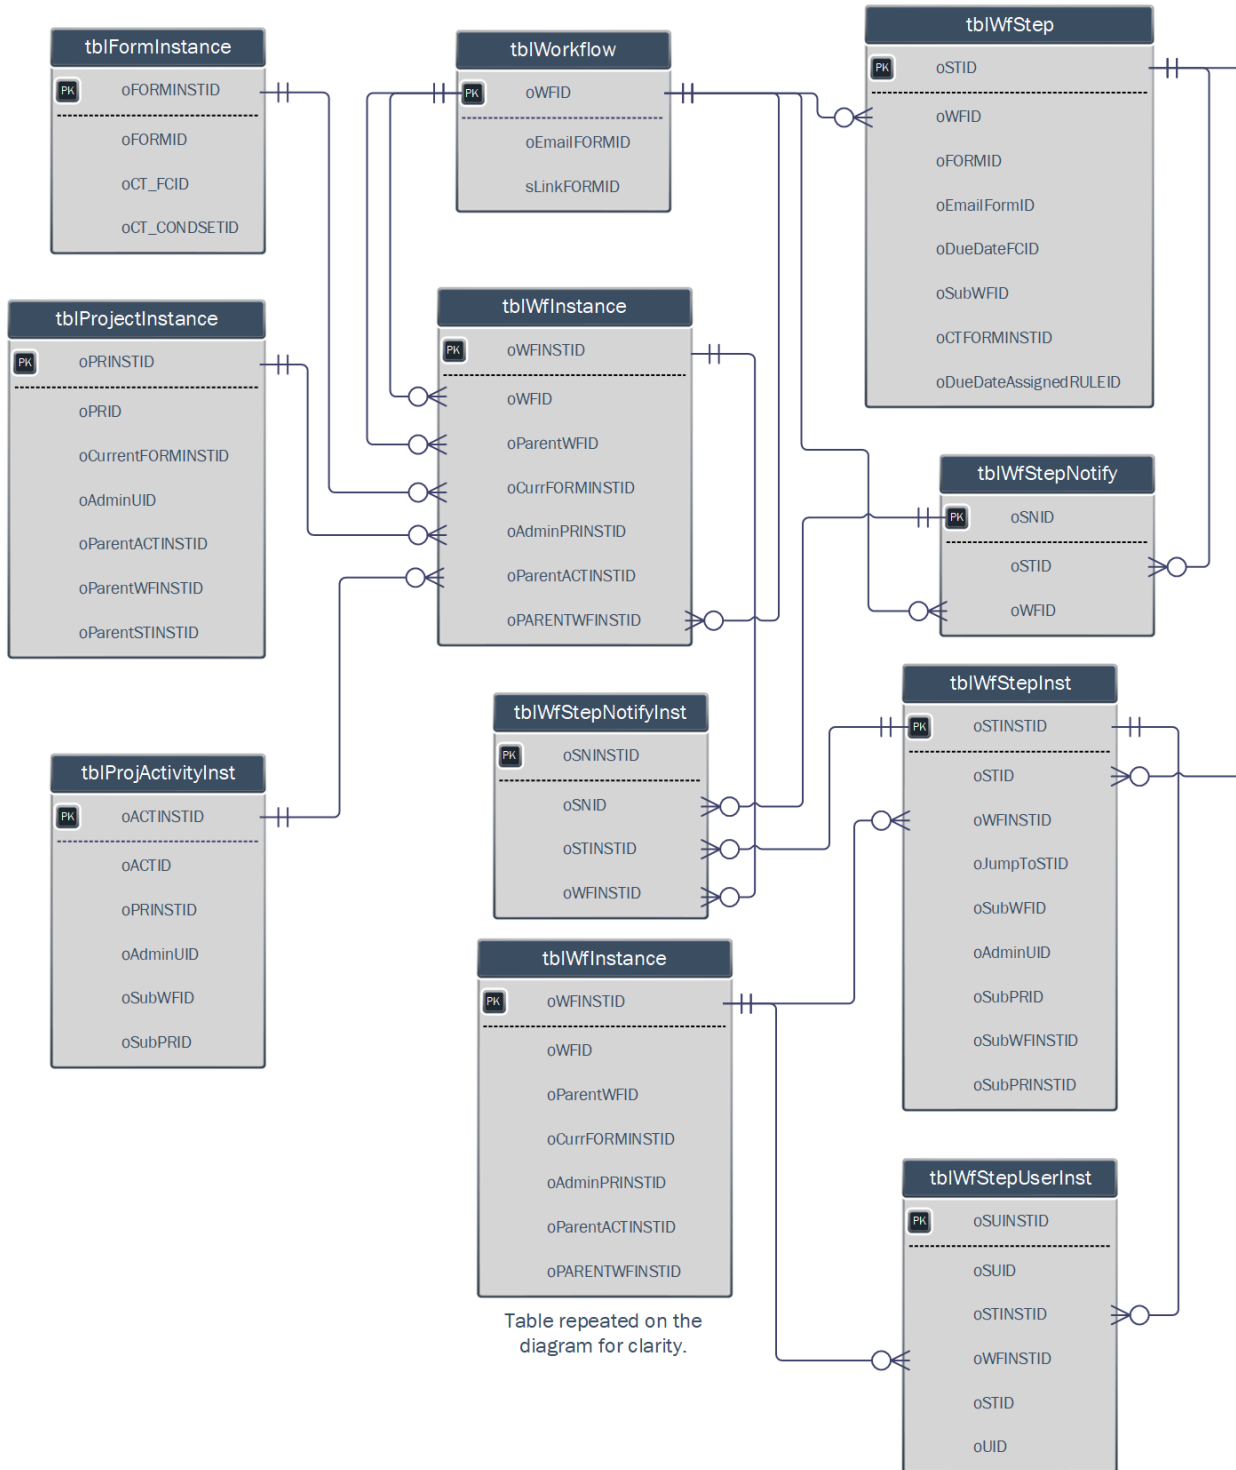 tblFormInstance
PK
oFORMINSTID
oFORMID
oCT_FCID
oCT_CONDSETID
tblWorkflow
PK
oWFID
oEmailFORMID
sLinkFORMID
tblWfStep
PK
oSTID
oWFID
oFORMID
oEmailFormID
oDueDateFCID
oSubWFID
oCTFORMINSTID
oDueDateAssignedRULEID
tblProjectInstance
PK
oPRINSTID
oPRID
oCurrentFORMINSTID
oAdminUID
oParentACTINSTID
oParentWFINSTID
oParentSTINSTID
tblWfInstance
PK
oWFINSTID
oWFID
oParentWFID
oCurrFORMINSTID
oAdminPRINSTID
oParentACTINSTID
oPARENTWFINSTID
tblWfStepNotify
PK
oSNID
oSTID
oWFID
tblProjActivityInst
PK
oACTINSTID
oACTID
oPRINSTID
oAdminUID
oSubWFID
oSubPRID
tblWfStepNotifyInst
PK
oSNINSTID
oSNID
oSTINSTID
oWFINSTID
tblWfStepInst
PK
oSTINSTID
oSTID
oWFINSTID
oJumpToSTID
oSubWFID
oAdminUID
oSubPRID
oSubWFINSTID
oSubPRINSTID
tblWfInstance
PK
oWFINSTID
oWFID
oParentWFID
oCurrFORMINSTID
oAdminPRINSTID
oParentACTINSTID
oPARENTWFINSTID
Table repeated on the
diagram for clarity.
tblWfStepUserInst
PK
oSUINSTID
oSUID
oSTINSTID
oWFINSTID
oSTID
oUID